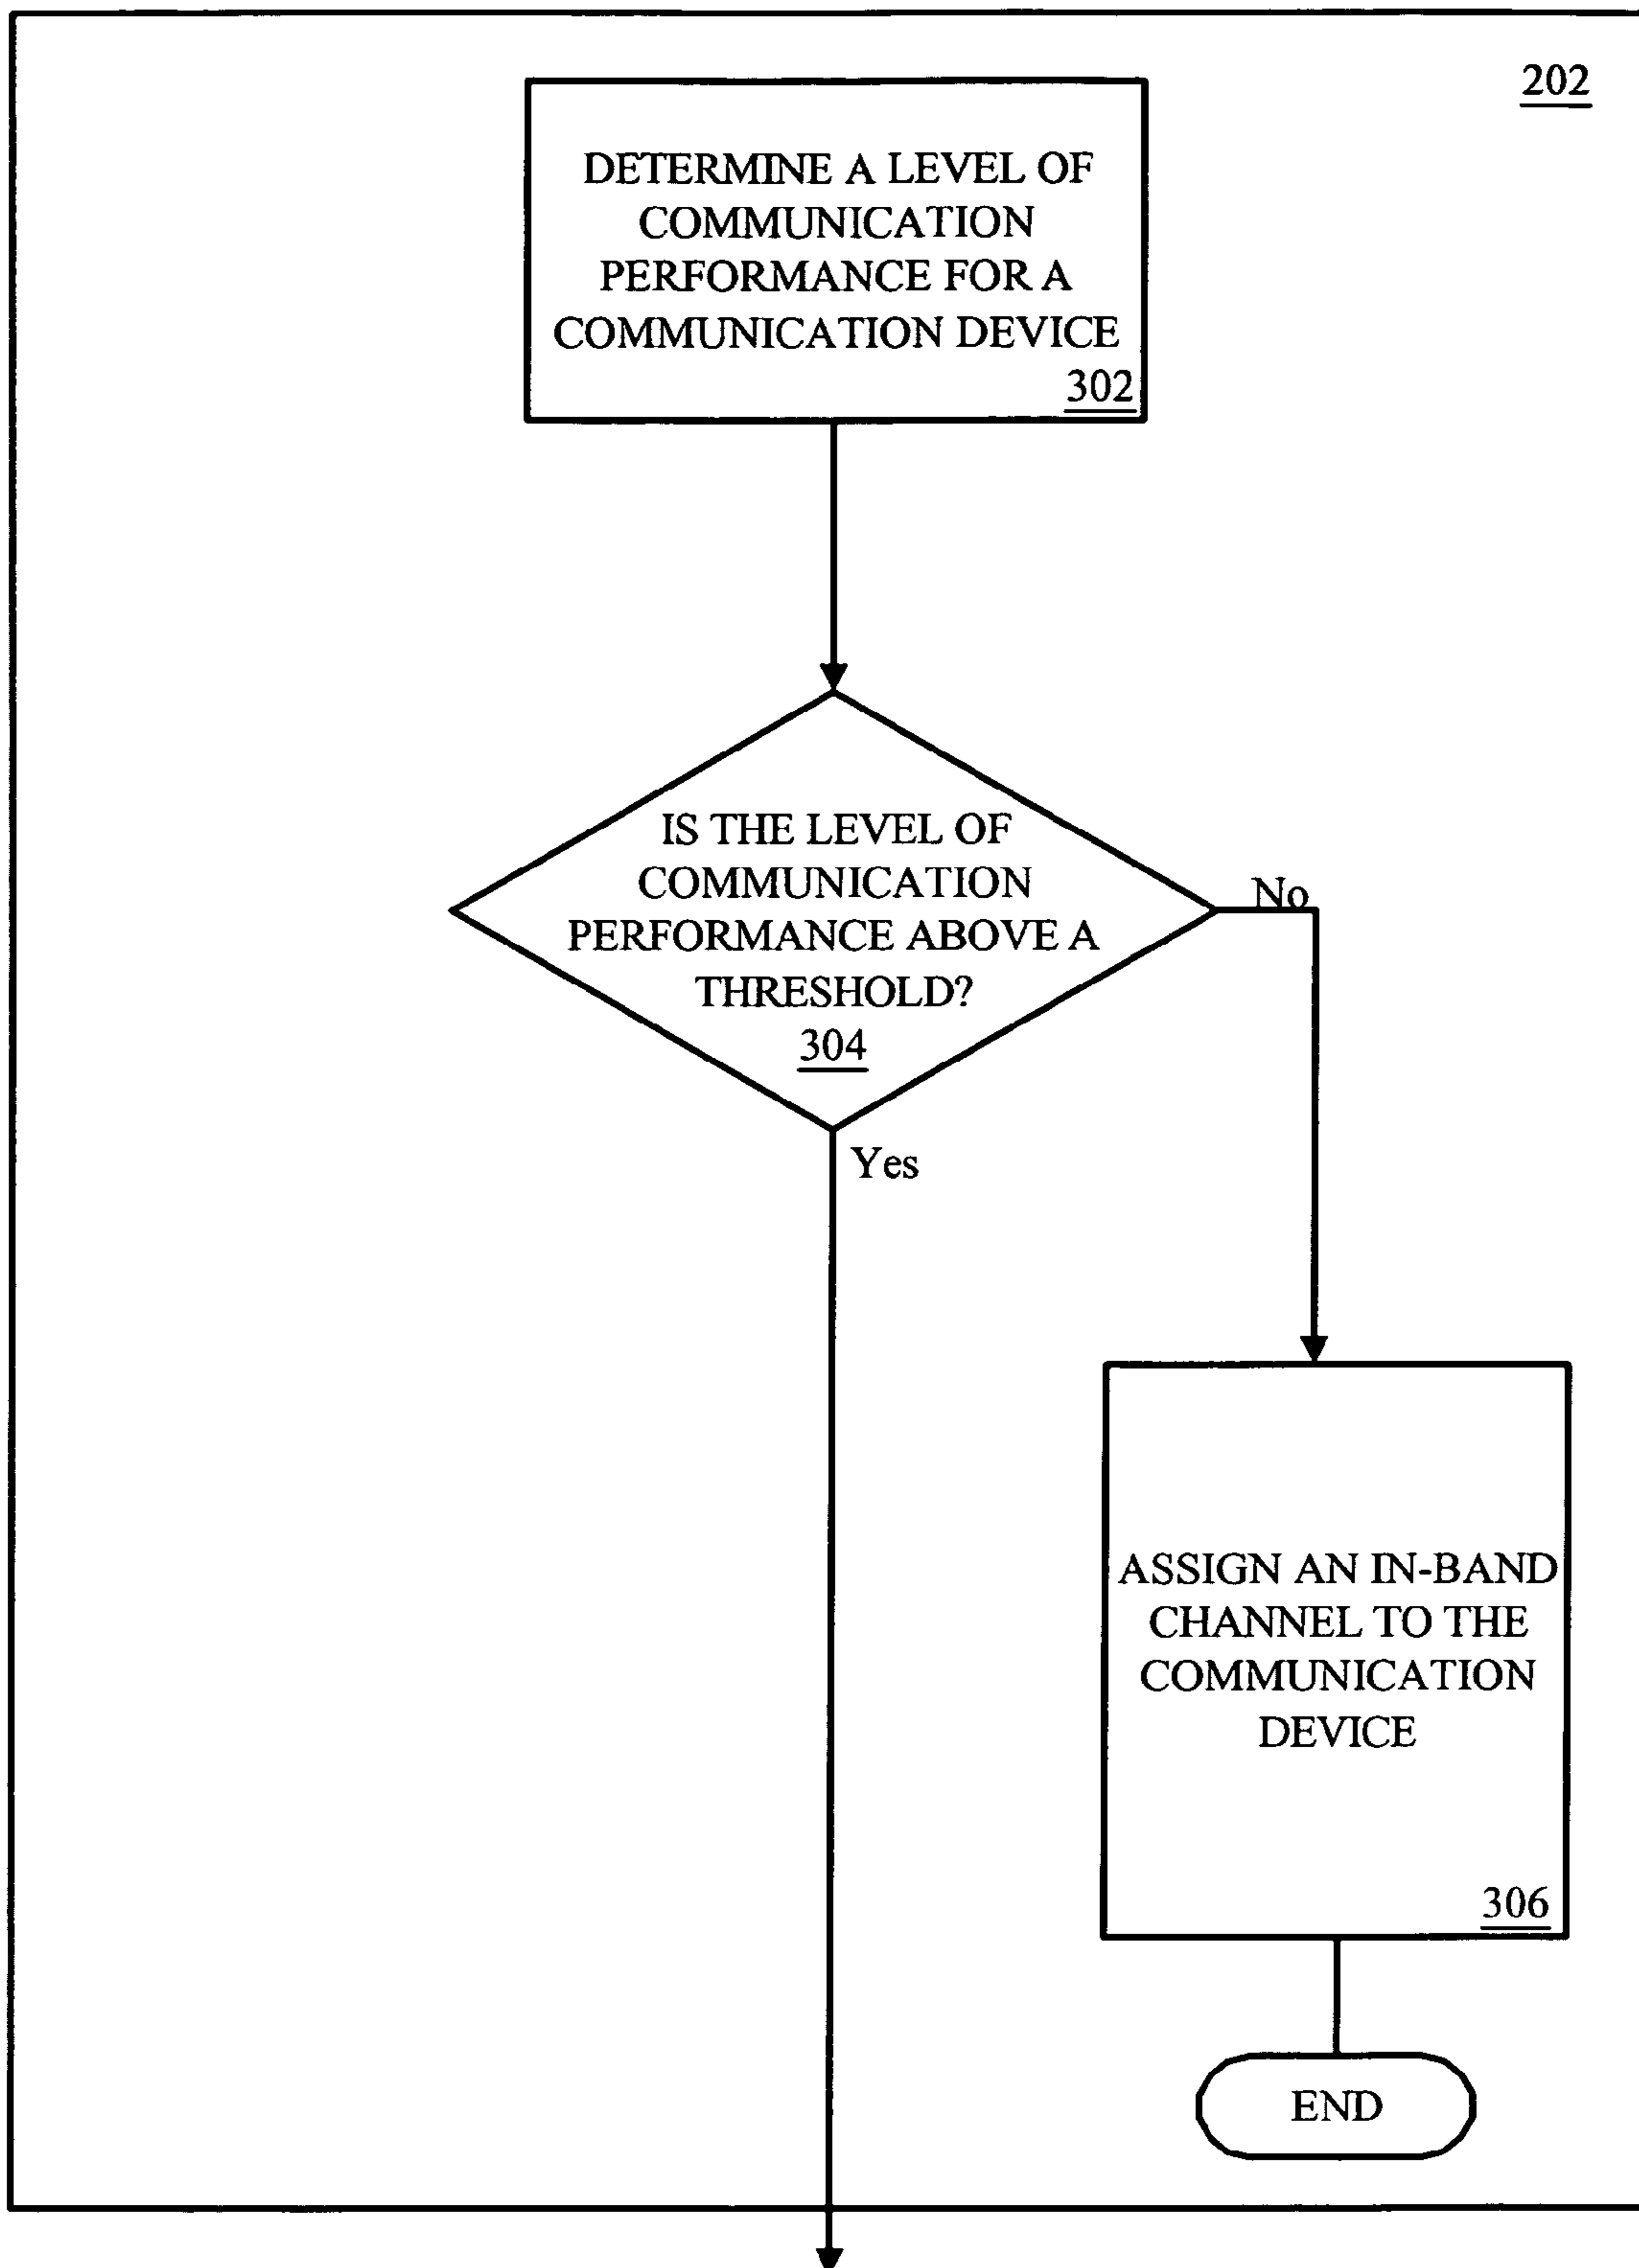 202
DETERMINE A LEVEL OF
COMMUNICATION
PERFORMANCE FOR A
COMMUNICATION DEVICE
302
IS THE LEVEL OF
COMMUNICATION
PERFORMANCE ABOVE A
THRESHOLD?
304
No
Yes
ASSIGN AN IN-BAND
CHANNEL TO THE
COMMUNICATION
DEVICE
306
END